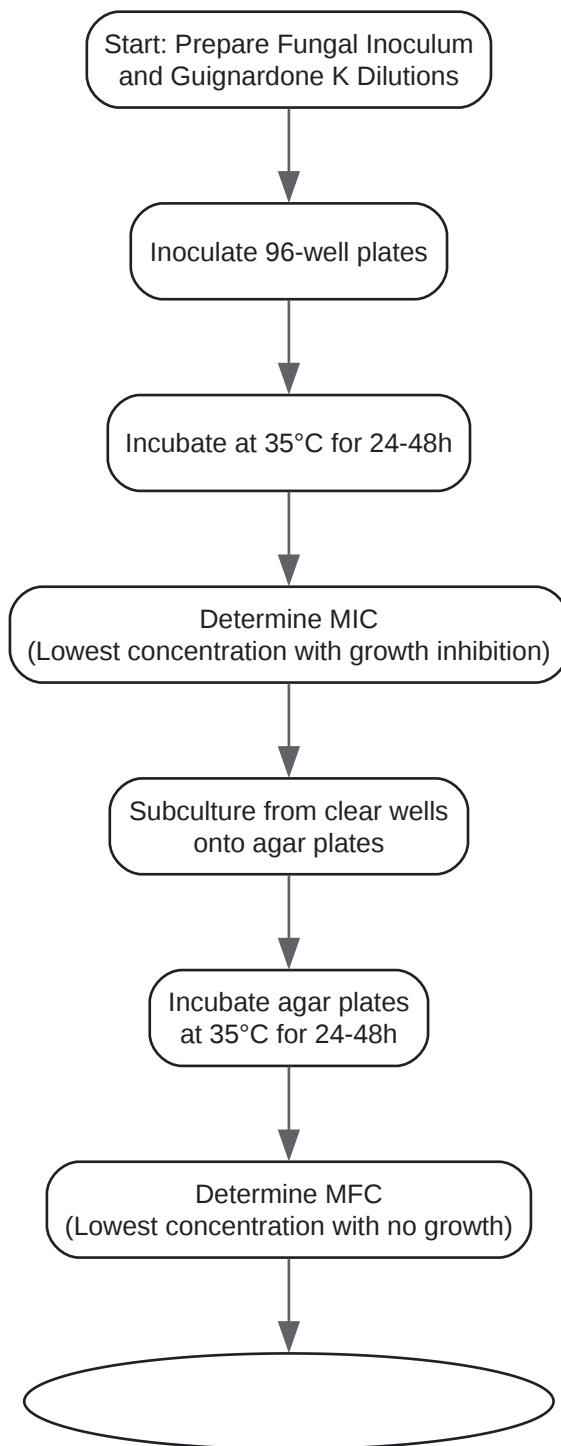 Start: Prepare Fungal Inoculum
and Guignardone K Dilutions
Inoculate 96-well plates
Incubate at 35°C for 24-48h
Determine MIC
(Lowest concentration with growth inhibition)
Subculture from clear wells
onto agar plates
Incubate agar plates
at 35°C for 24-48h
Determine MFC
(Lowest concentration with no growth)